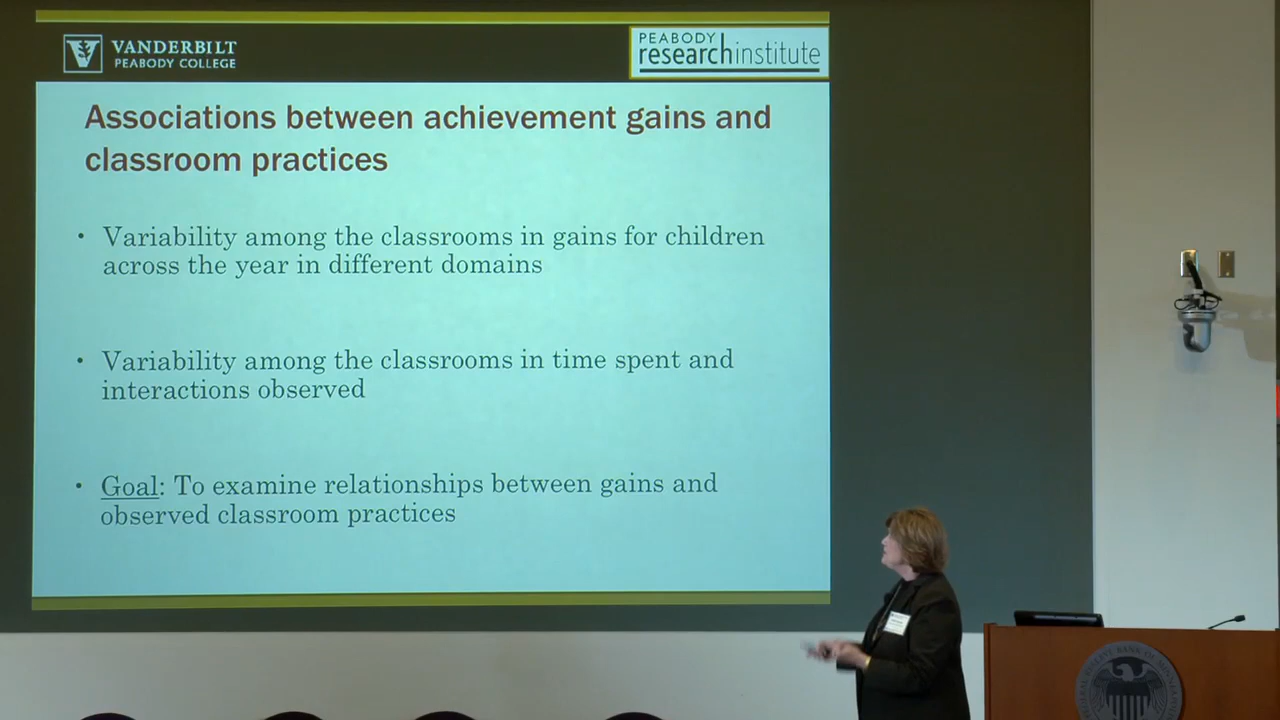 VANDERBILT
PEABODY COLLEGE
PEABODY
researchinstitute
Associations between achievement gains and
classroom practices
• Variability among the classrooms in gains for children
across the year in different domains
• Variability among the classrooms in time spent and
interactions observed
• Goal: To examine relationships between gains and
observed classroom practices